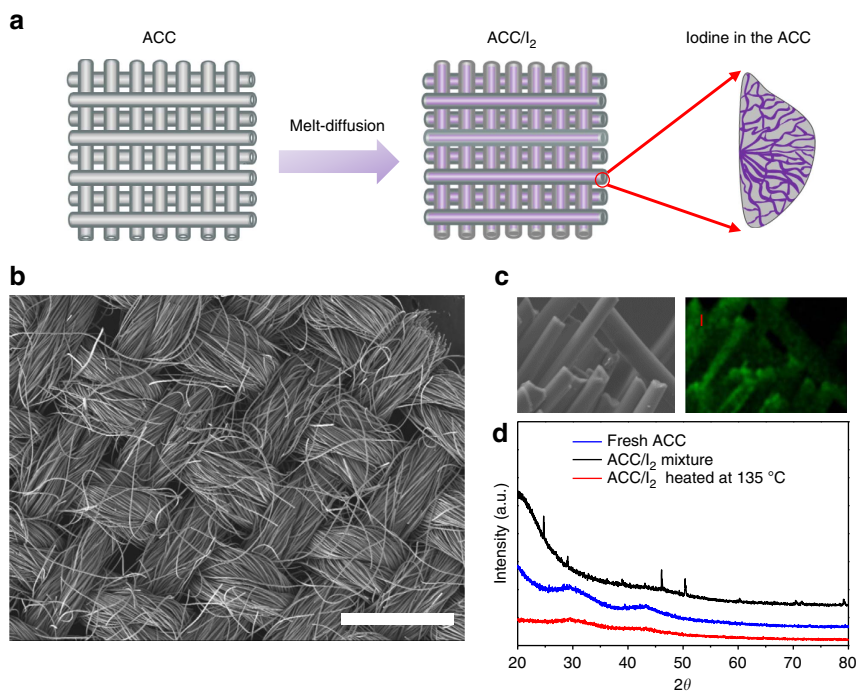 a
ACC
ACC/I₂
Iodine in the ACC
Melt-diffusion
b
c
I
d
Fresh ACC
ACC/I₂ mixture
ACC/I₂ heated at 135 °C
Intensity (a.u.)
20 30 40 50 60 70 80
2θ